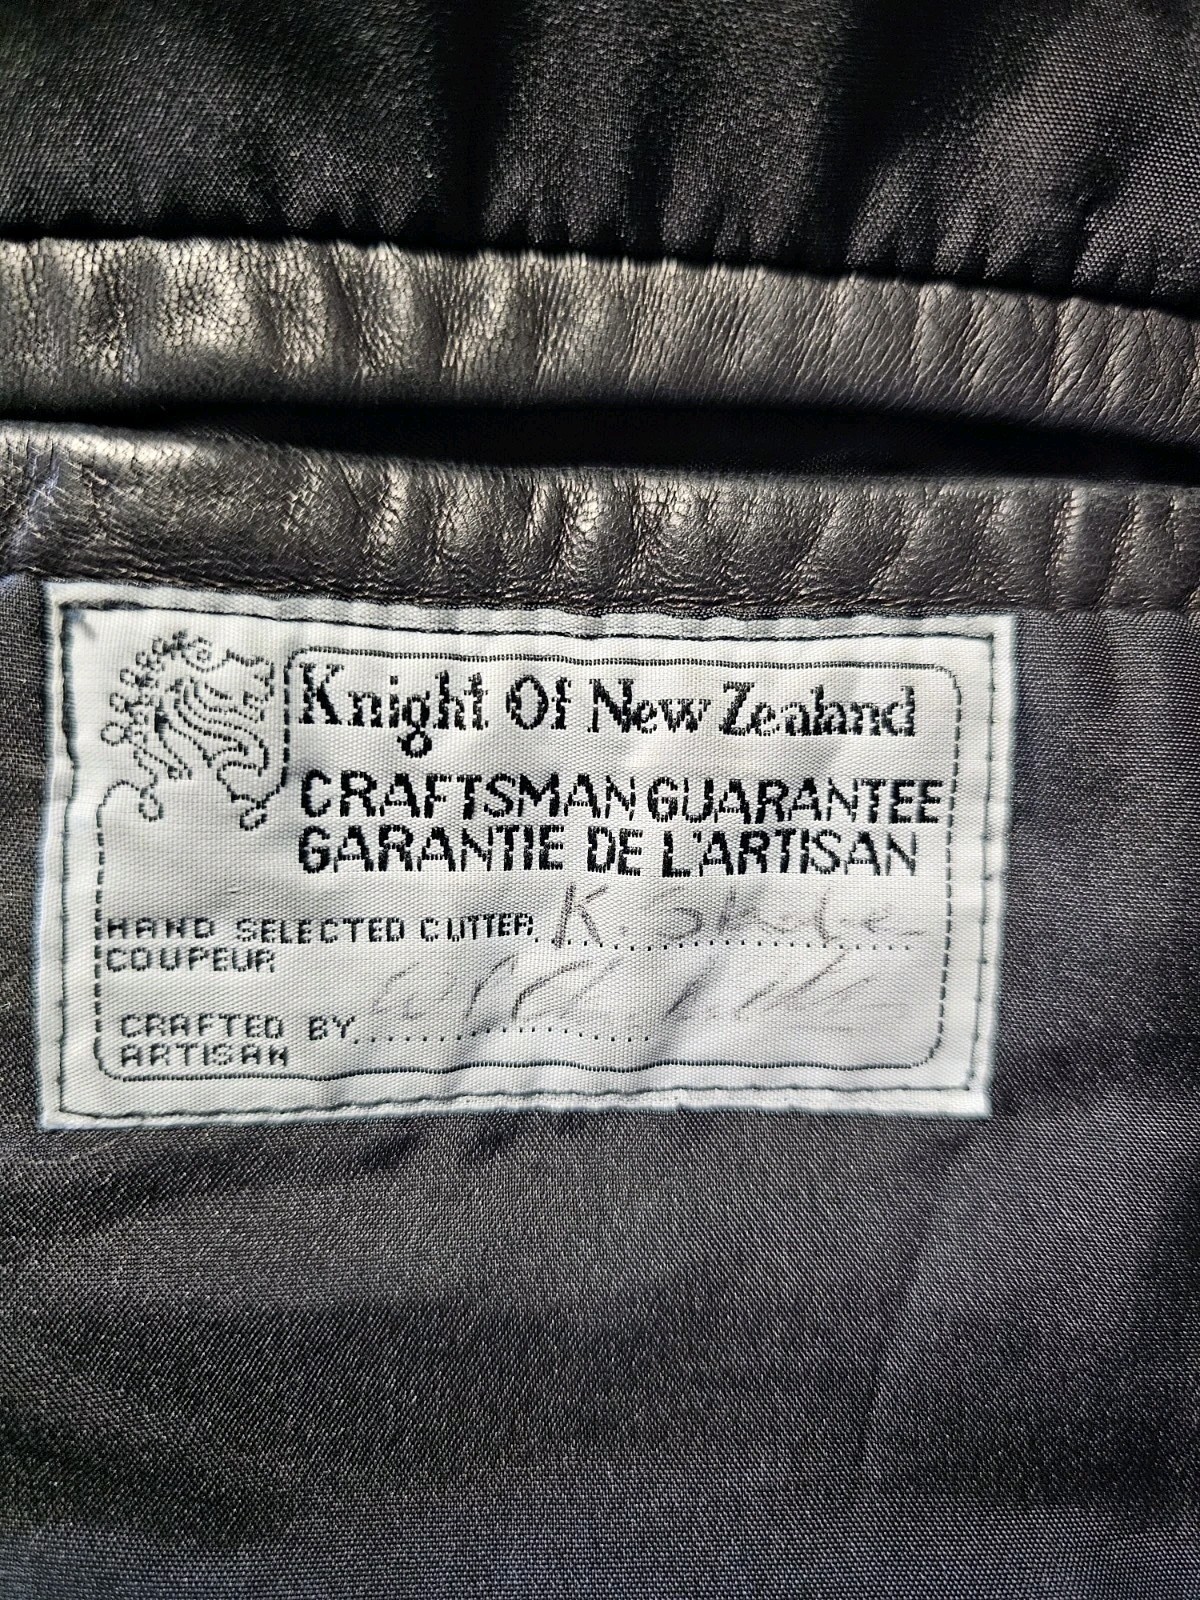 Knight Of New Zealand
CRAFTSMAN GUARANTEE
GARANTIE DE L'ARTISAN
HAND SELECTED CUTTER K.
COUPEUR
CRAFTED BY
ARTISAN